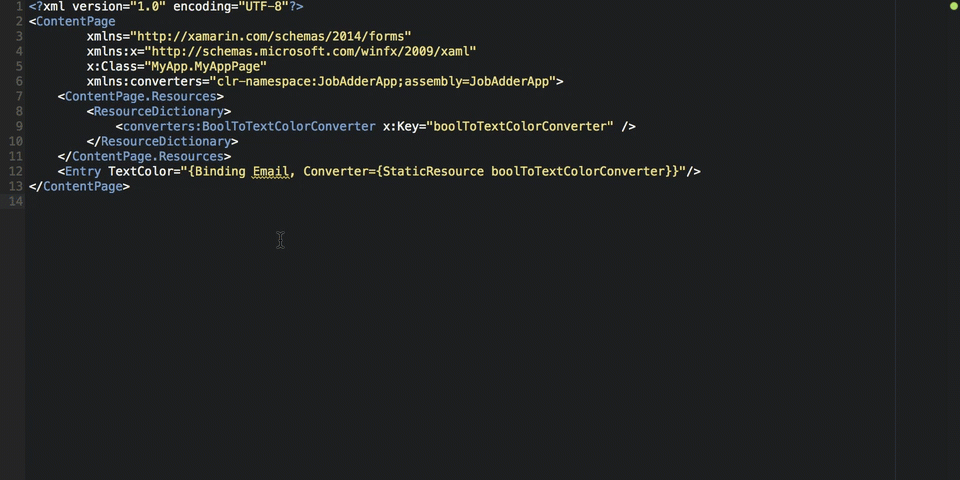 1 <?xml version="1.0" encoding="UTF-8"?>
2 <ContentPage
3         xmlns="http://xamarin.com/schemas/2014/forms"
4         xmlns:x="http://schemas.microsoft.com/winfx/2009/xaml"
5         x:Class="MyApp.MyAppPage"
6         xmlns:converters="clr-namespace:JobAdderApp;assembly=JobAdderApp">
7     <ContentPage.Resources>
8         <ResourceDictionary>
9             <converters:BoolToTextColorConverter x:Key="boolToTextColorConverter" />
10         </ResourceDictionary>
11     </ContentPage.Resources>
12     <Entry TextColor="{Binding Email, Converter={StaticResource boolToTextColorConverter}}"/>
13 </ContentPage>
14